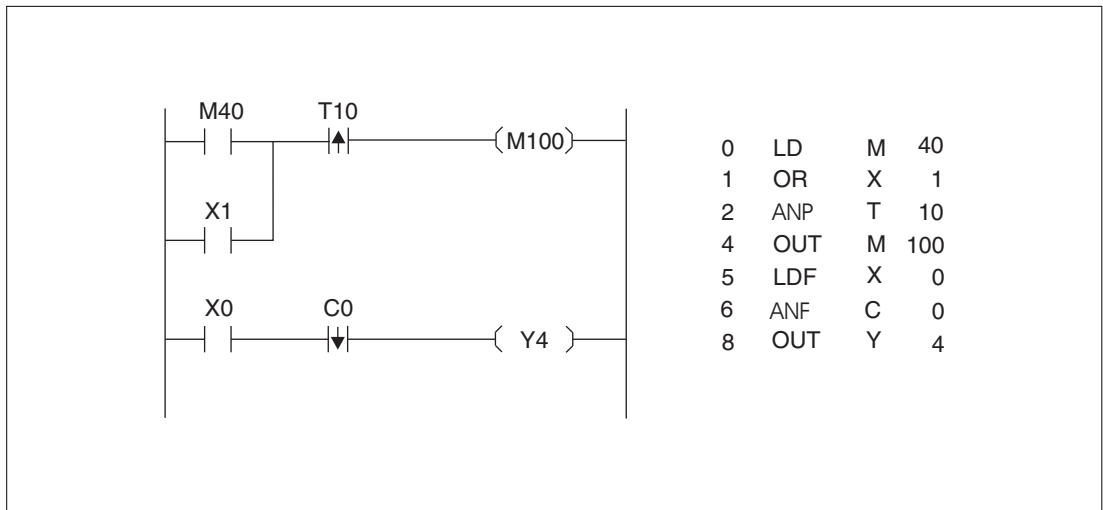 M40 T10
(M100)
X1
X0 C0
( Y4 )
0 LD M 40
1 OR X 1
2 ANP T 10
4 OUT M 100
5 LDF X 0
6 ANF C 0
8 OUT Y 4